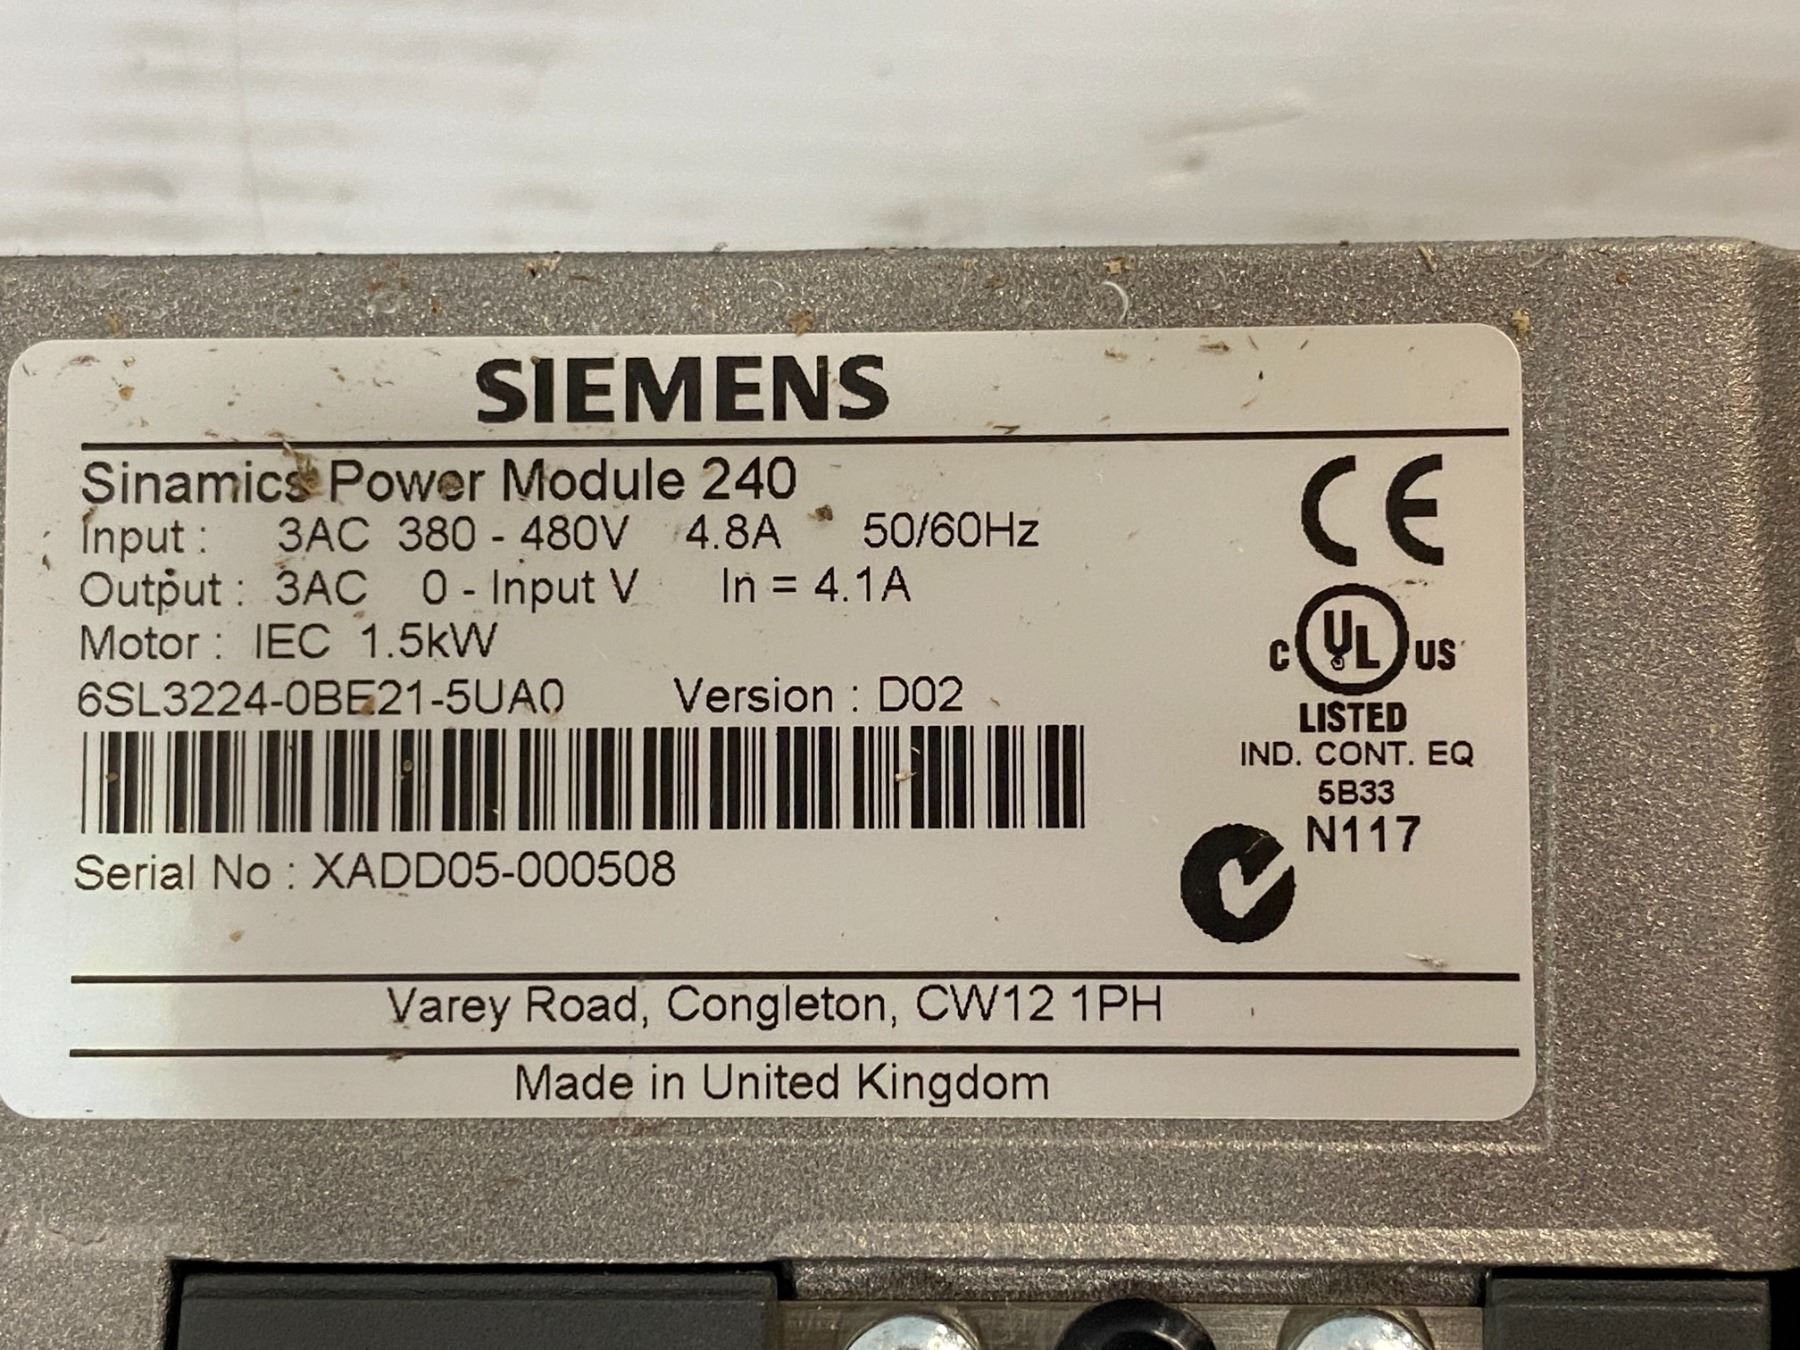 SIEMENS
Sinamics Power Module 240
Input : 3AC 380 - 480V 4.8A 50/60Hz
Output : 3AC 0 - Input V In = 4.1A
Motor : IEC 1.5kW
6SL3224-0BE21-5UA0 Version : D02
Serial No : XADD05-000508
CE
C UL US
LISTED
IND. CONT. EQ
5B33
N117
Varey Road, Congleton, CW12 1PH
Made in United Kingdom